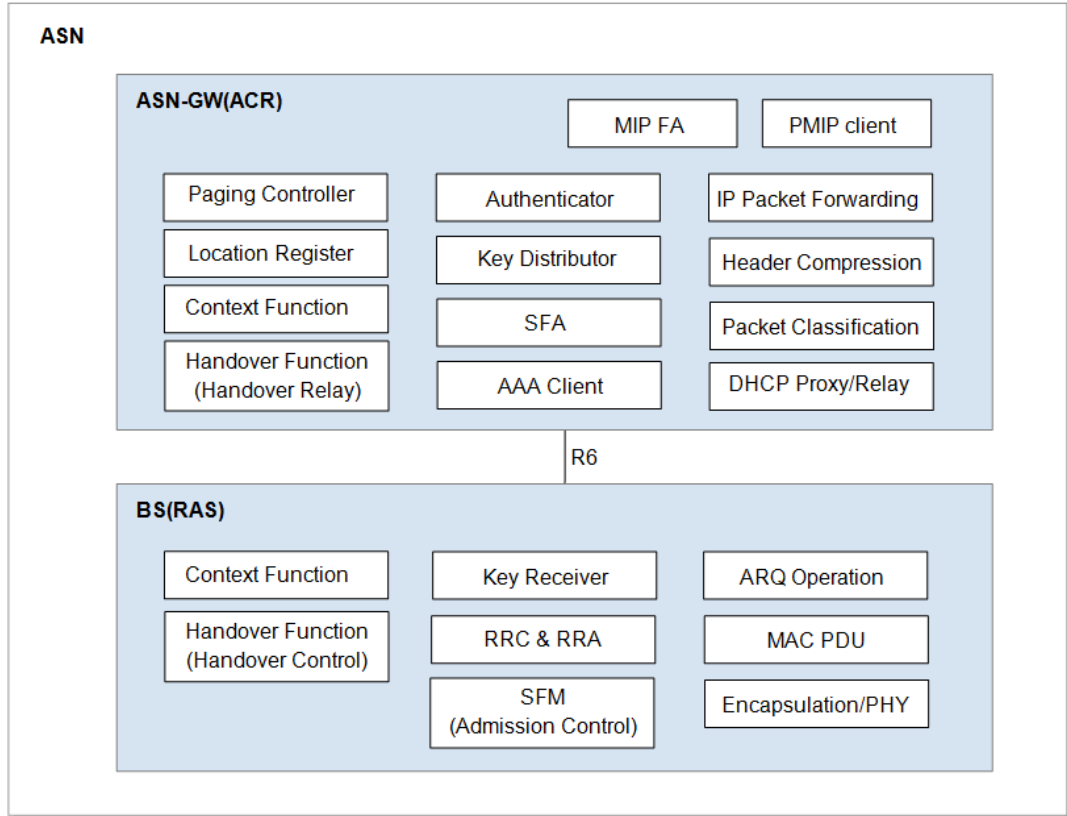 ASN
ASN-GW(ACR)
MIP FA
PMIP client
Paging Controller
Authenticator
IP Packet Forwarding
Location Register
Key Distributor
Header Compression
Context Function
SFA
Packet Classification
Handover Function
(Handover Relay)
AAA Client
DHCP Proxy/Relay
R6
BS(RAS)
Context Function
Key Receiver
ARQ Operation
Handover Function
(Handover Control)
RRC & RRA
MAC PDU
SFM
(Admission Control)
Encapsulation/PHY